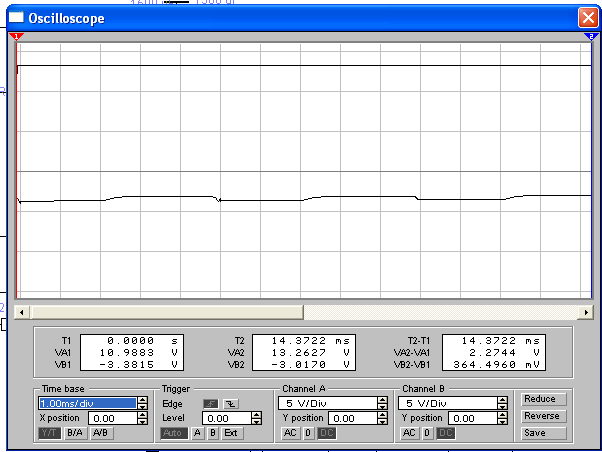 Oscilloscope
1 2
T1 0.0000 s T2 14.3722 ms T2-T1 14.3722 ms
VA1 10.9883 V VA2 13.2627 V VA2-VA1 2.2744 V
VB1 -3.3815 V VB2 -3.0170 V VB2-VB1 364.4960 mV
Time base Trigger Channel A Channel B
1.00ms/div Edge 5 V/Div 5 V/Div Reduce
X position 0.00 Level 0.00 Y position 0.00 Y position 0.00 Reverse
Y/T B/A A/B Auto A B Ext AC 0 DC AC 0 DC Save